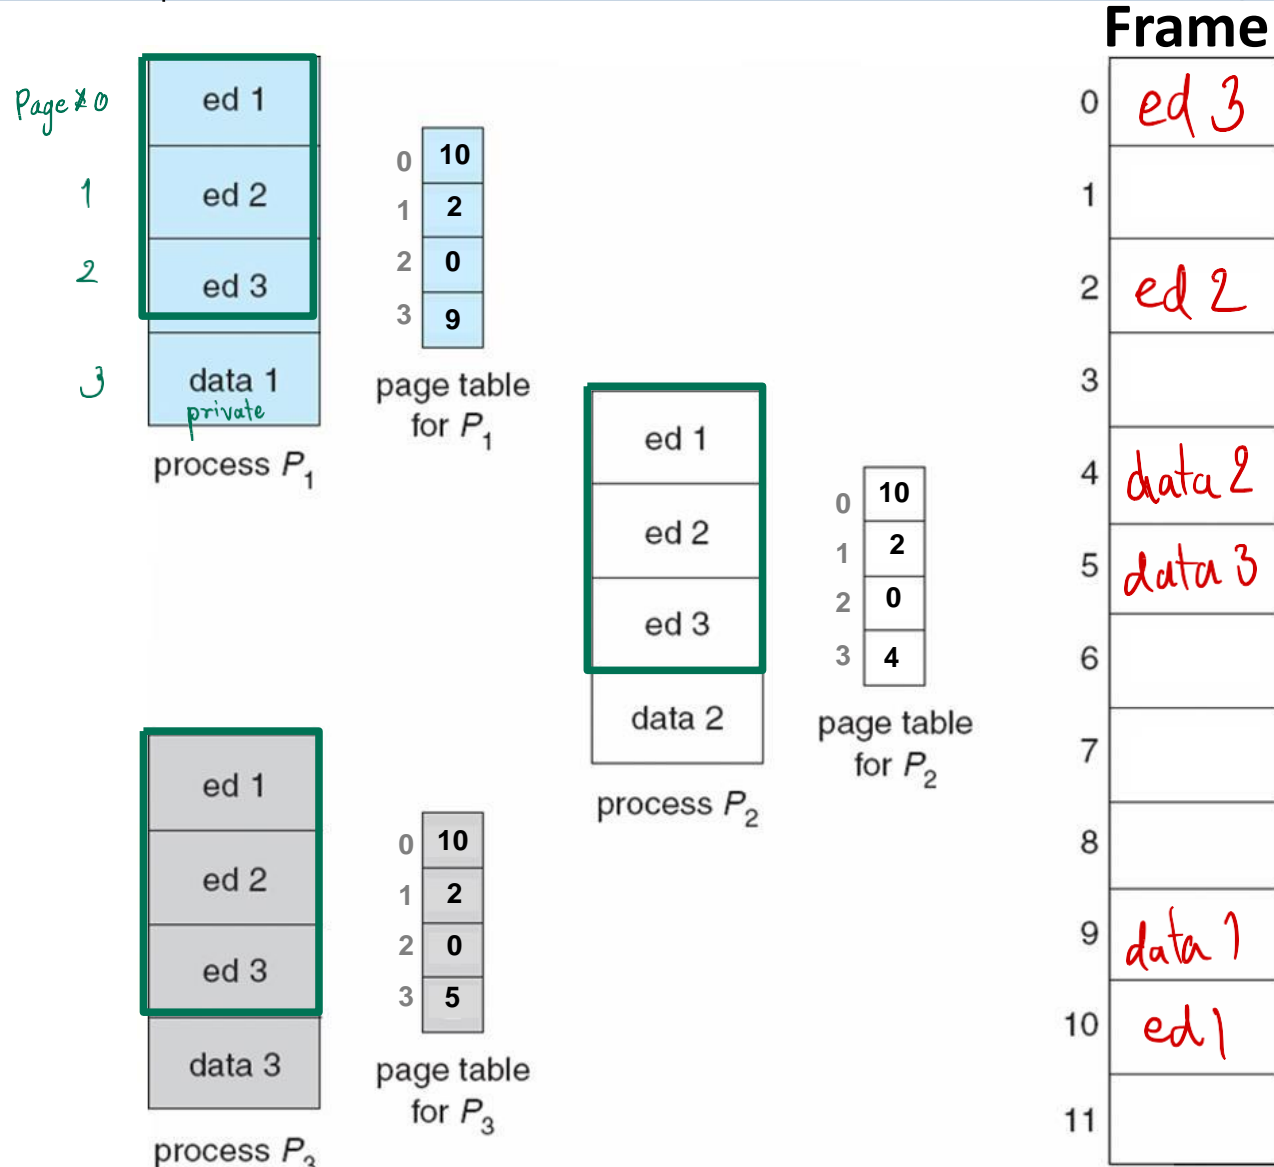 Frame
Page 0
ed 1
1
ed 2
2
ed 3
3
data 1
private
process P1
0 10
1 2
2 0
3 9
page table
for P1
ed 1
ed 2
ed 3
data 2
process P2
0 10
1 2
2 0
3 4
page table
for P2
ed 1
ed 2
ed 3
data 3
process P3
0 10
1 2
2 0
3 5
page table
for P3
0 ed 3
1
2 ed 2
3
4 data 2
5 data 3
6
7
8
9 data 1
10 ed 1
11